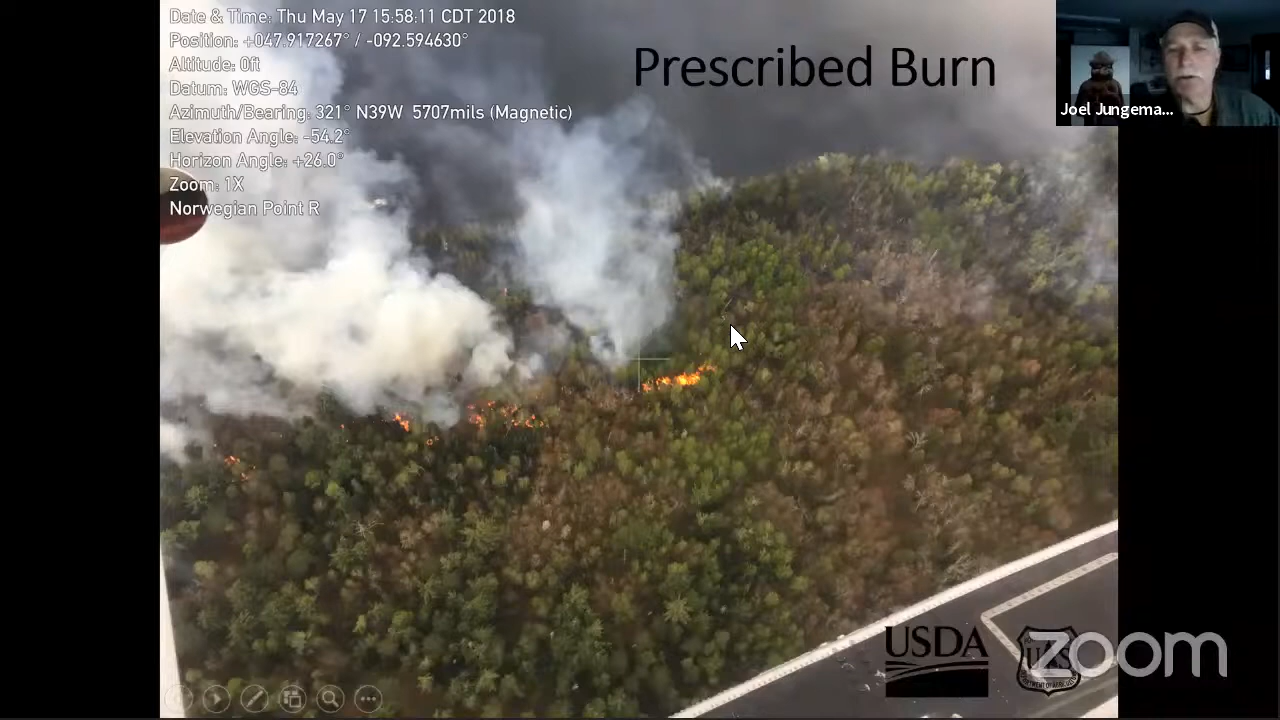 Date & Time: Thu May 17 15:58:11 CDT 2018
Position: +047.917267° / -092.594630°
Altitude: 0ft
Datum: WGS-84
Azimuth/Bearing: 321° N39W 5707mils (Magnetic)
Elevation Angle: -54.2°
Horizon Angle: +26.0°
Zoom: 1X
Norwegian Point R
Prescribed Burn
Joel Jungema...
USDA
zoom